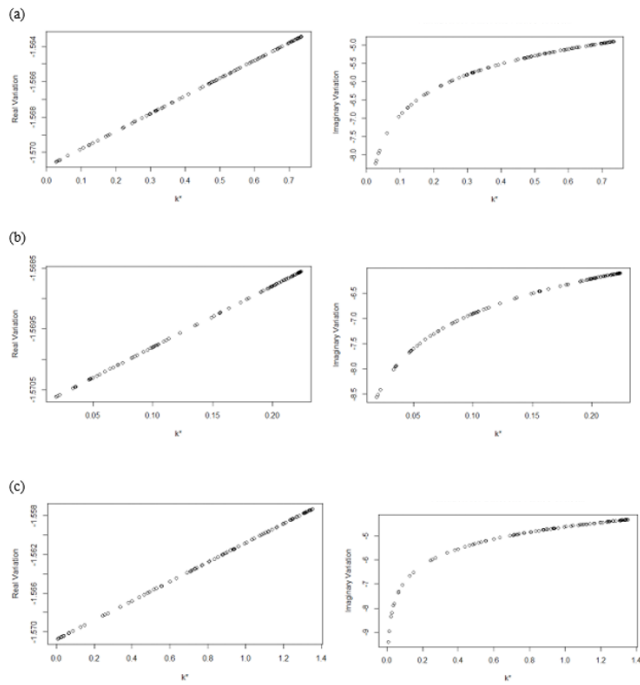 (a)
Real Variation
-1.570 -1.568 -1.566 -1.564
0.0 0.1 0.2 0.3 0.4 0.5 0.6 0.7
k*
Imaginary Variation
-8.0 -7.5 -7.0 -6.5 -6.0 -5.5 -5.0
0.0 0.1 0.2 0.3 0.4 0.5 0.6 0.7
k*
(b)
Real Variation
-1.5705 -1.5695 -1.5685
0.05 0.10 0.15 0.20
k*
Imaginary Variation
-8.5 -8.0 -7.5 -7.0 -6.5
0.05 0.10 0.15 0.20
k*
(c)
Real Variation
-1.570 -1.566 -1.562 -1.558
0.0 0.2 0.4 0.6 0.8 1.0 1.2 1.4
k*
Imaginary Variation
-9 -8 -7 -6 -5
0.0 0.2 0.4 0.6 0.8 1.0 1.2 1.4
k*